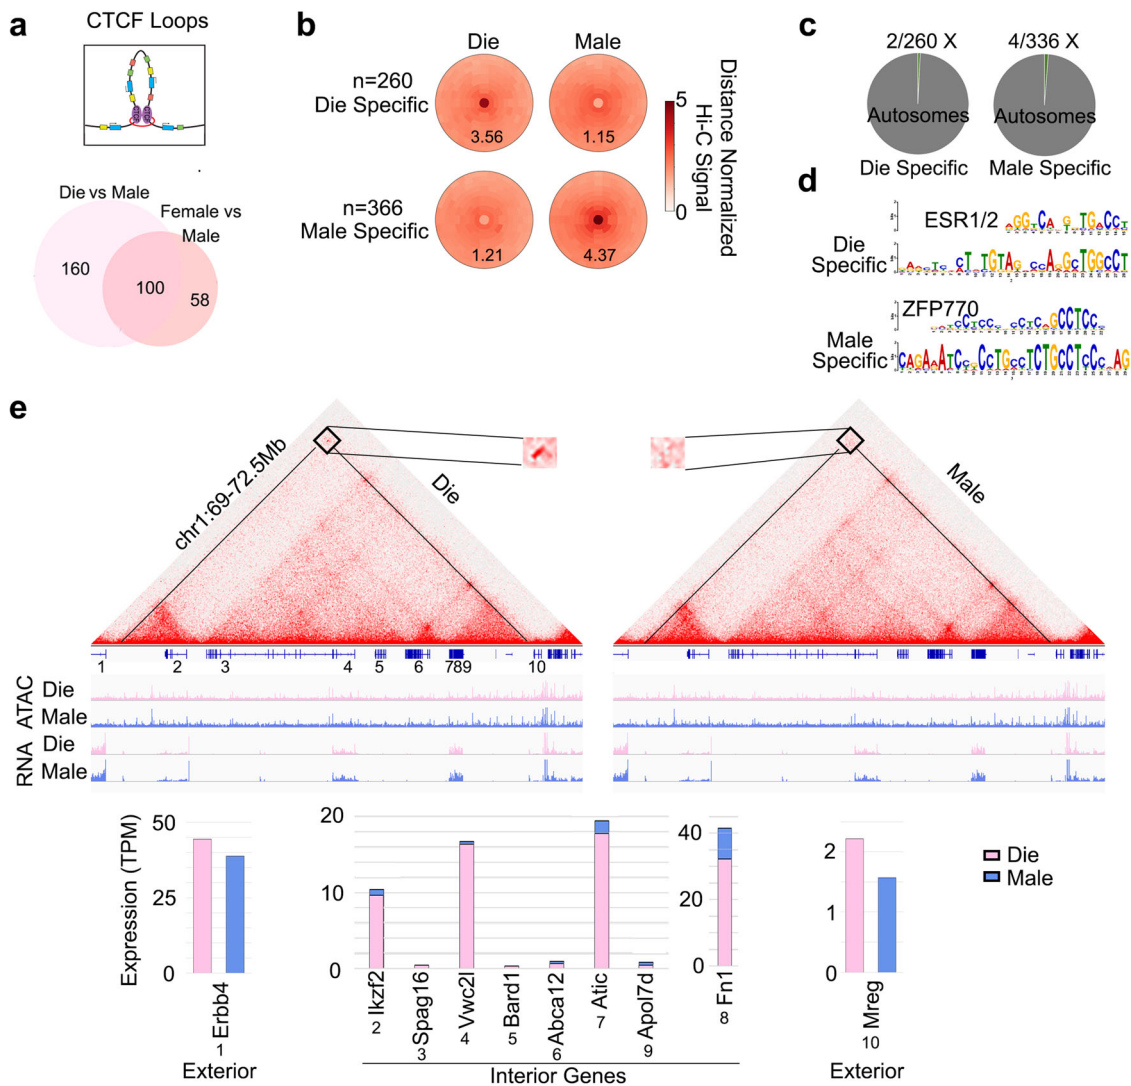 a
CTCF Loops
CTCF CTCF
Die vs Male
Female vs
Male
160
100
58
b
Die
Male
n=260
Die Specific
3.56
1.15
n=366
Male Specific
1.21
4.37
5
0
Distance Normalized
Hi-C Signal
c
2/260 X
4/336 X
Autosomes
Autosomes
Die Specific
Male Specific
d
ESR1/2
Die
Specific
ZFP770
Male
Specific
e
chr1:69-72.5Mb
Die
Male
1 2 3 4 5 6 789 10
ATAC
Die
Male
RNA
Die
Male
Expression (TPM)
50
25
0
Erbb4
1
Exterior
20
10
0
Ikzf2
2
Spag16
3
Vwc2l
4
Bard1
5
Abca12
6
Atic
7
Apol7d
9
40
20
0
Fn1
8
Interior Genes
2
1
0
Mreg
10
Exterior
Die
Male